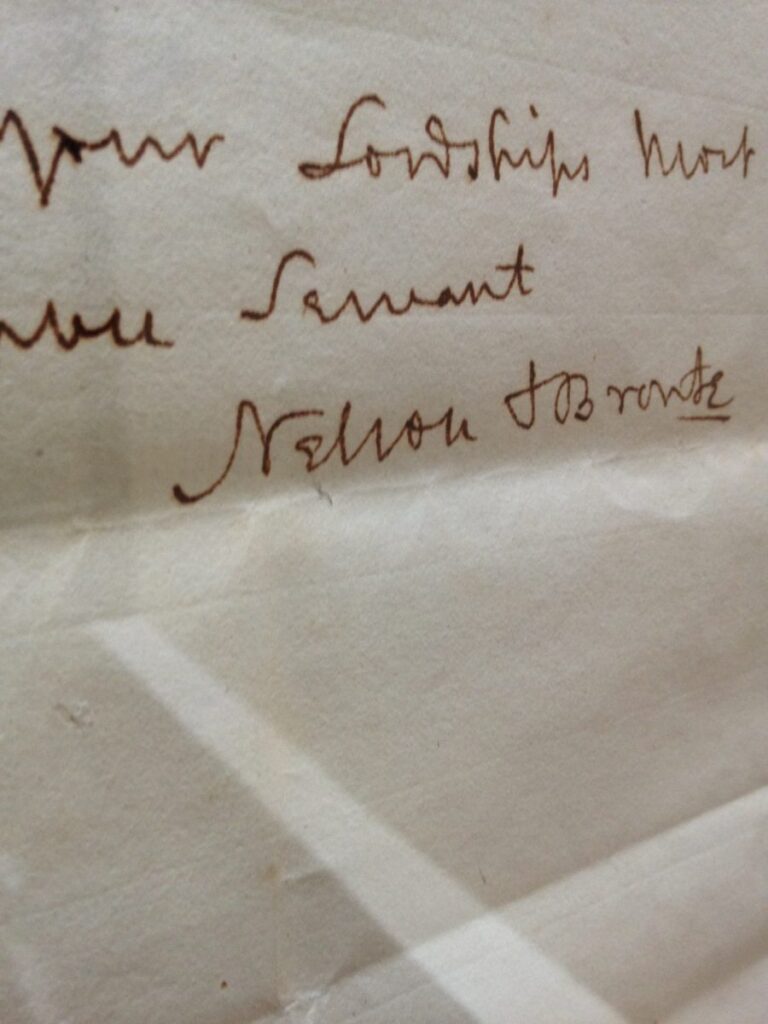 your Lordships Most
Servant
Nelson & Bronte